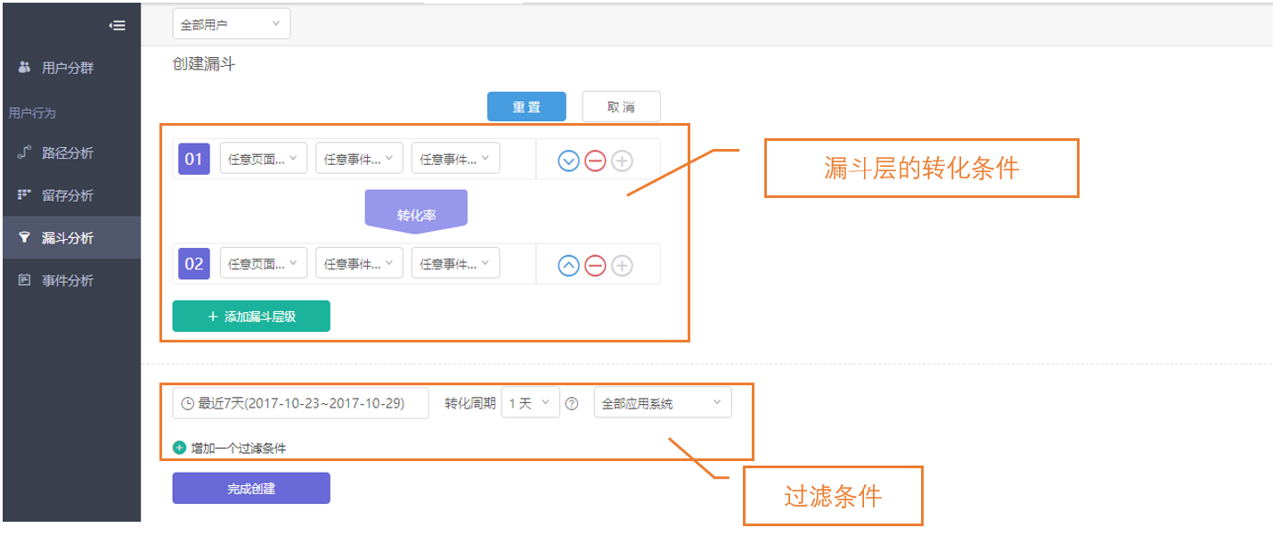 全部用户
用户分群
用户行为
路径分析
留存分析
漏斗分析
事件分析
创建漏斗
重置 取消
01 任意页面... 任意事件... 任意事件...
转化率
02 任意页面... 任意事件... 任意事件...
+ 添加漏斗层级
漏斗层的转化条件
最近7天(2017-10-23~2017-10-29) 转化周期 1 天 ? 全部应用系统
+ 增加一个过滤条件
过滤条件
完成创建